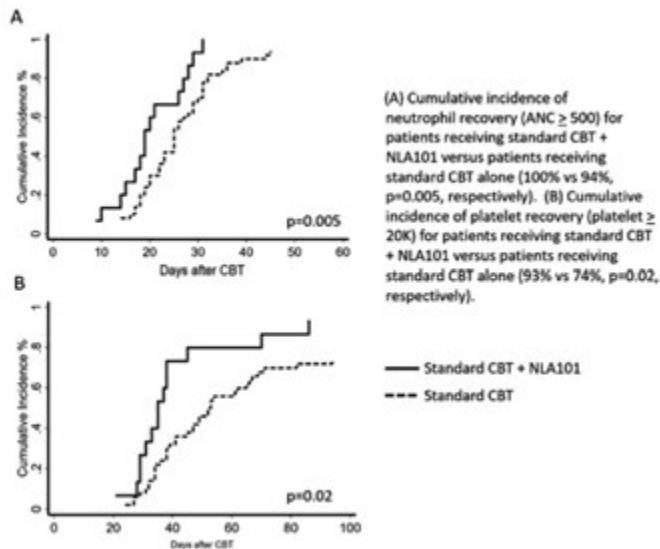 A
Cumulative Incidence %
0 .2 .4 .6 .8 1
p=0.005
0 10 20 30 40 50 60
Days after CBT
B
Cumulative Incidence %
0 .2 .4 .6 .8 1
p=0.02
0 20 40 60 80 100
Days after CBT
(A) Cumulative incidence of
neutrophil recovery (ANC ≥ 500) for
patients receiving standard CBT +
NLA101 versus patients receiving
standard CBT alone (100% vs 94%,
p=0.005, respectively). (B) Cumulative
incidence of platelet recovery (platelet ≥
20K) for patients receiving standard CBT
+ NLA101 versus patients receiving
standard CBT alone (93% vs 74%, p=0.02,
respectively).
Standard CBT + NLA101
Standard CBT